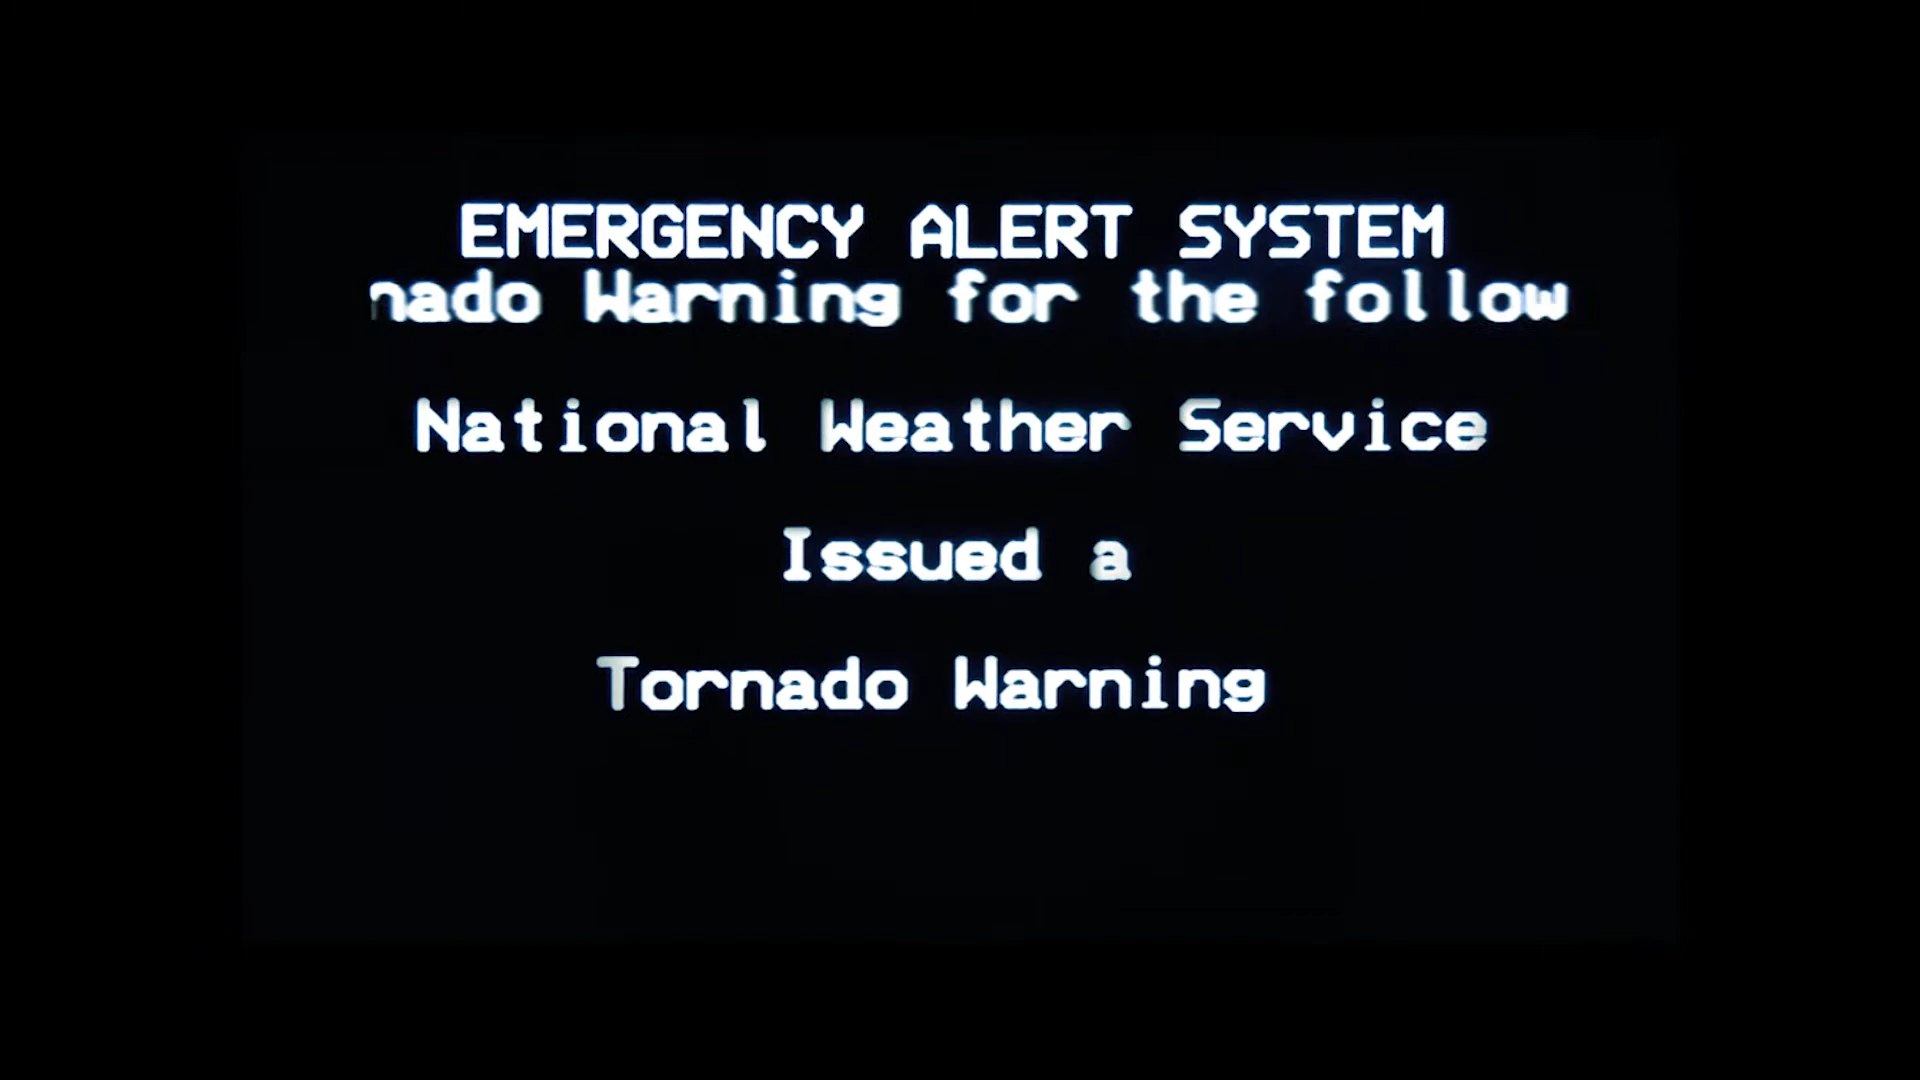 EMERGENCY ALERT SYSTEM
nado Warning for the follow
National Weather Service
Issued a
Tornado Warning